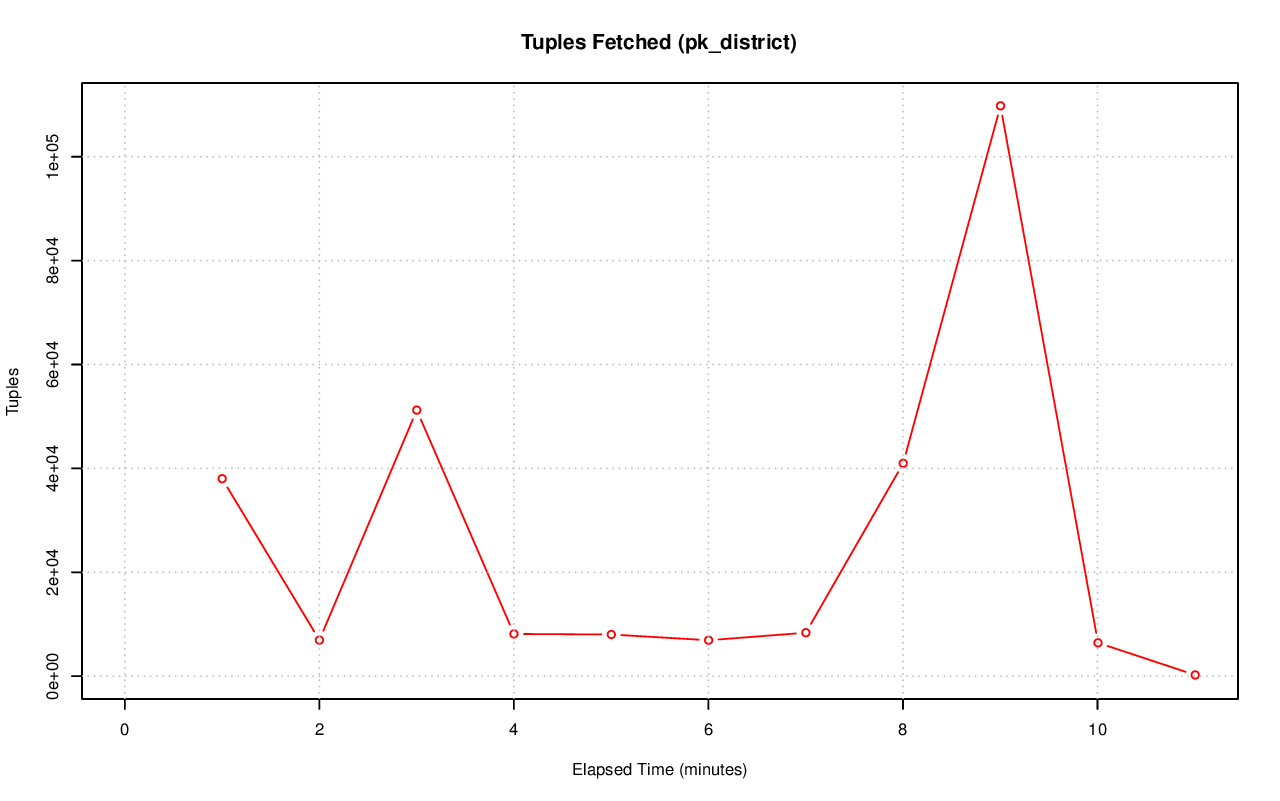 Tuples Fetched (pk_district)
1e+05
8e+04
6e+04
4e+04
2e+04
0e+00
Tuples
0 2 4 6 8 10
Elapsed Time (minutes)